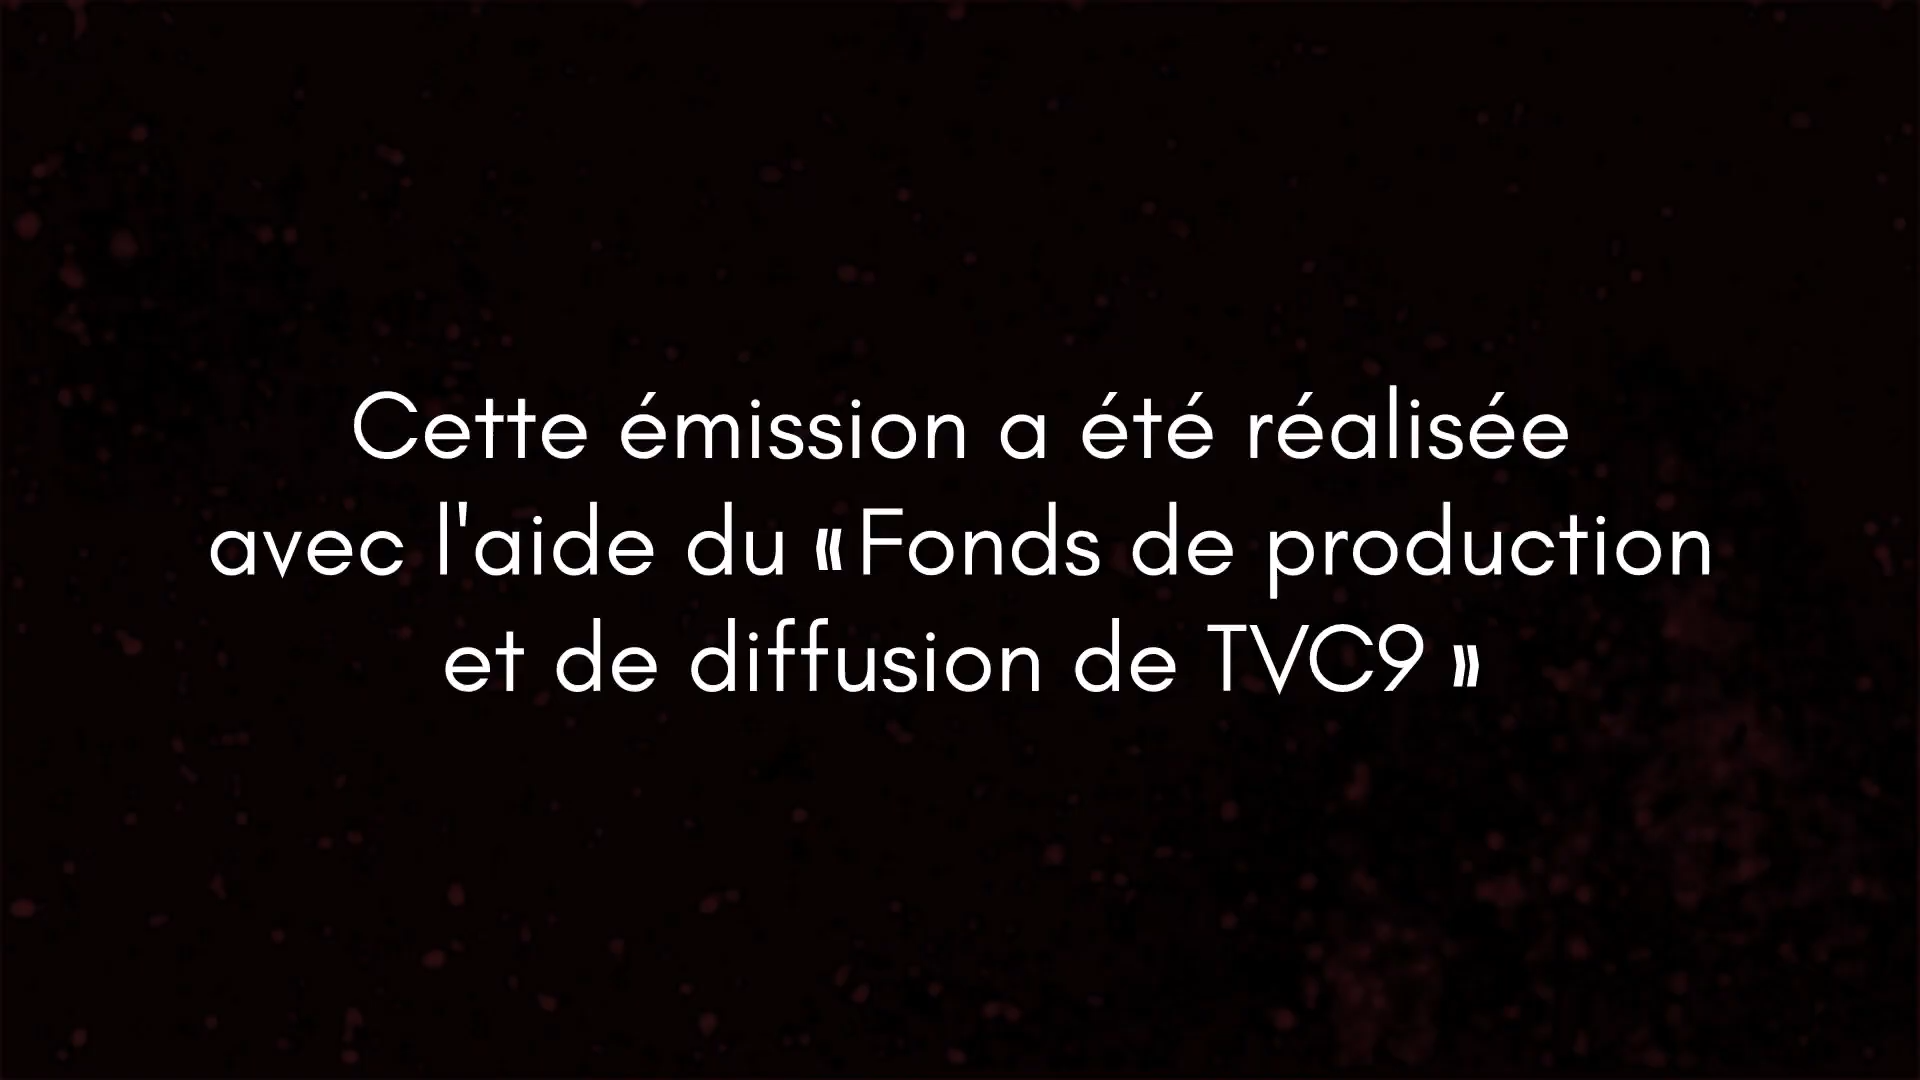 Cette émission a été réalisée
avec l'aide du «Fonds de production
et de diffusion de TVC9 »